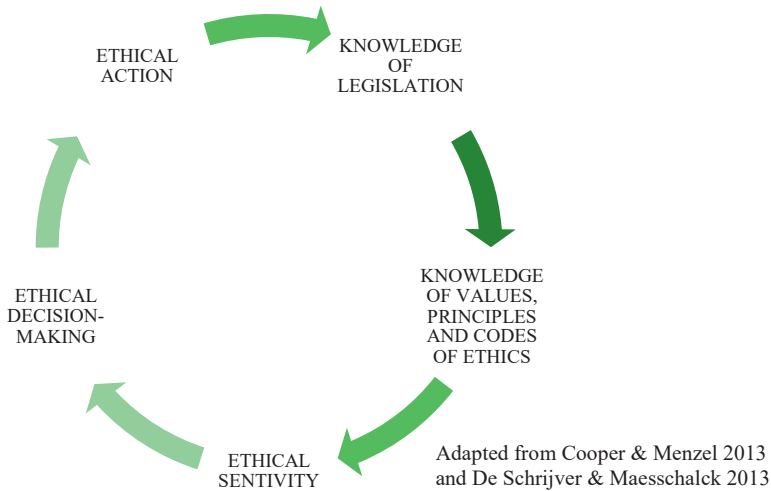 ETHICAL
ACTION
KNOWLEDGE
OF
LEGISLATION
KNOWLEDGE
OF VALUES,
PRINCIPLES
AND CODES
OF ETHICS
ETHICAL
SENTIVITY
ETHICAL
DECISION-
MAKING
Adapted from Cooper & Menzel 2013
and De Schrijver & Maesschalck 2013